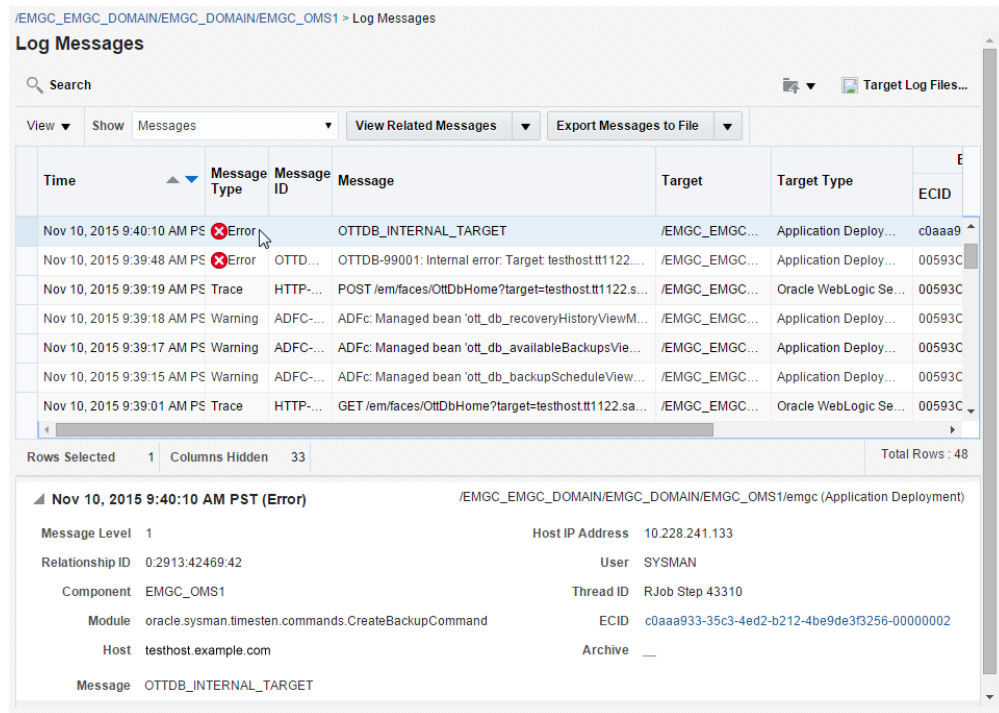 /EMGC_EMGC_DOMAIN/EMGC_DOMAIN/EMGC_OMS1 > Log Messages
Log Messages
Search
Target Log Files...
View Show Messages View Related Messages Export Messages to File
Time Message Type Message ID Message Target Target Type E
ECID
Nov 10, 2015 9:40:10 AM PS Error OTTDB_INTERNAL_TARGET /EMGC_EMGC... Application Deploy... c0aaa9
Nov 10, 2015 9:39:48 AM PS Error OTTD... OTTDB-99001: Internal error: Target: testhost.tt1122.... /EMGC_EMGC... Application Deploy... 00593C
Nov 10, 2015 9:39:19 AM PS Trace HTTP-... POST /em/faces/OttDbHome?target=testhost.tt1122.s... /EMGC_EMGC... Oracle WebLogic Se... 00593C
Nov 10, 2015 9:39:18 AM PS Warning ADFC-... ADFc: Managed bean 'ott_db_recoveryHistoryViewM... /EMGC_EMGC... Application Deploy... 00593C
Nov 10, 2015 9:39:17 AM PS Warning ADFC-... ADFc: Managed bean 'ott_db_availableBackupsVie... /EMGC_EMGC... Application Deploy... 00593C
Nov 10, 2015 9:39:15 AM PS Warning ADFC-... ADFc: Managed bean 'ott_db_backupScheduleView... /EMGC_EMGC... Application Deploy... 00593C
Nov 10, 2015 9:39:01 AM PS Trace HTTP-... GET /em/faces/OttDbHome?target=testhost.tt1122.sa... /EMGC_EMGC... Oracle WebLogic Se... 00593C
Rows Selected 1 Columns Hidden 33 Total Rows : 48
Nov 10, 2015 9:40:10 AM PST (Error) /EMGC_EMGC_DOMAIN/EMGC_DOMAIN/EMGC_OMS1/emgc (Application Deployment)
Message Level 1 Host IP Address 10.228.241.133
Relationship ID 0:2913:42469:42 User SYSMAN
Component EMGC_OMS1 Thread ID RJob Step 43310
Module oracle.sysman.timesten.commands.CreateBackupCommand ECID c0aaa933-35c3-4ed2-b212-4be9de3f3256-00000002
Host testhost.example.com Archive __
Message OTTDB_INTERNAL_TARGET